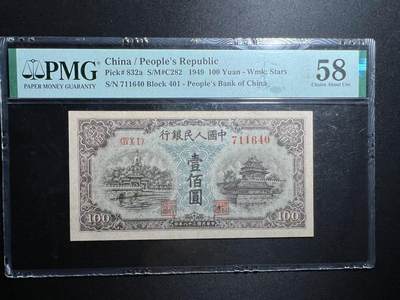 PMG
PAPER MONEY GUARANTY
China / People's Republic
Pick# 832a S/M#C282 1949 100 Yuan - Wmk: Stars
S/N 711640 Block 401 - People's Bank of China
58
Choice About Unc
行銀民人國中
711640
壹佰圓
100
100